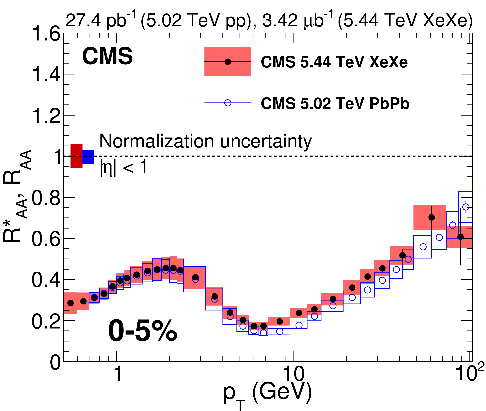 27.4 pb⁻¹ (5.02 TeV pp), 3.42 μb⁻¹ (5.44 TeV XeXe)
CMS
CMS 5.44 TeV XeXe
CMS 5.02 TeV PbPb
Normalization uncertainty
|η| < 1
0-5%
R*AA, RAA
1.6
1.4
1.2
1
0.8
0.6
0.4
0.2
0
1
10
10²
pT (GeV)